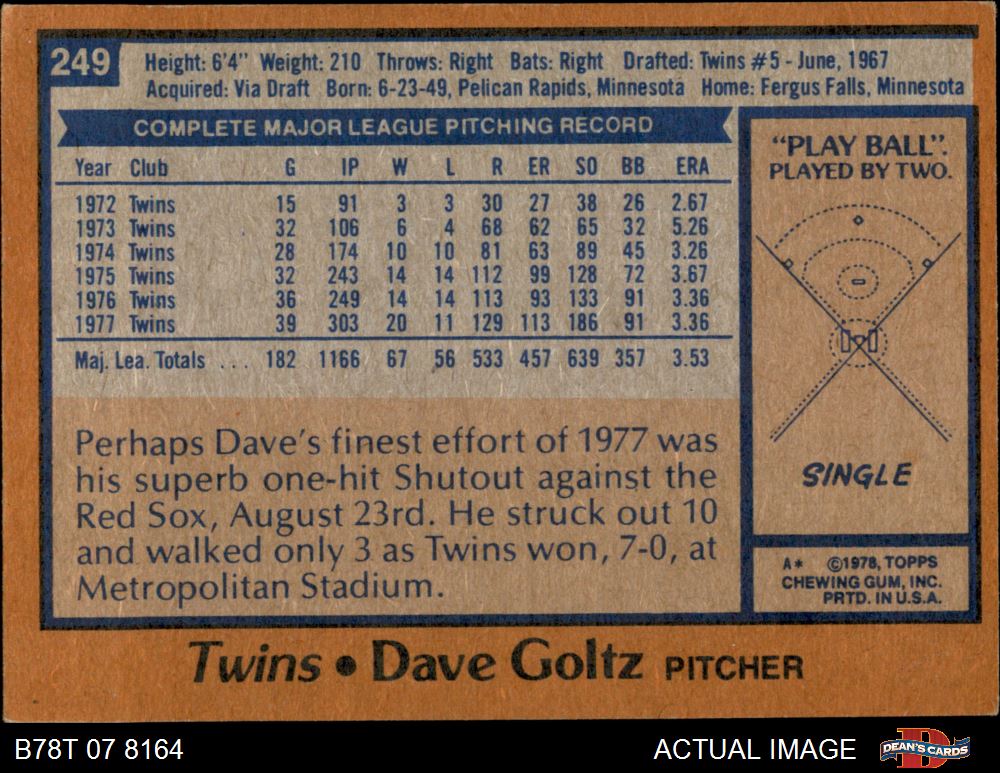 249
Height: 6'4" Weight: 210 Throws: Right Bats: Right Drafted: Twins #5 - June, 1967
Acquired: Via Draft Born: 6-23-49, Pelican Rapids, Minnesota Home: Fergus Falls, Minnesota
COMPLETE MAJOR LEAGUE PITCHING RECORD
Year Club G IP W L R ER SO BB ERA
1972 Twins 15 91 3 3 30 27 38 26 2.67
1973 Twins 32 106 6 4 68 62 65 32 5.26
1974 Twins 28 174 10 10 81 63 89 45 3.26
1975 Twins 32 243 14 14 112 99 128 72 3.67
1976 Twins 36 249 14 14 113 93 133 91 3.36
1977 Twins 39 303 20 11 129 113 186 91 3.36
Maj. Lea. Totals ... 182 1166 67 56 533 457 639 357 3.53
Perhaps Dave's finest effort of 1977 was
his superb one-hit Shutout against the
Red Sox, August 23rd. He struck out 10
and walked only 3 as Twins won, 7-0, at
Metropolitan Stadium.
"PLAY BALL".
PLAYED BY TWO.
SINGLE
A* ©1978, TOPPS
CHEWING GUM, INC.
PRTD. IN U.S.A.
Twins • Dave Goltz PITCHER
B78T 07 8164
ACTUAL IMAGE
DEAN'S CARDS